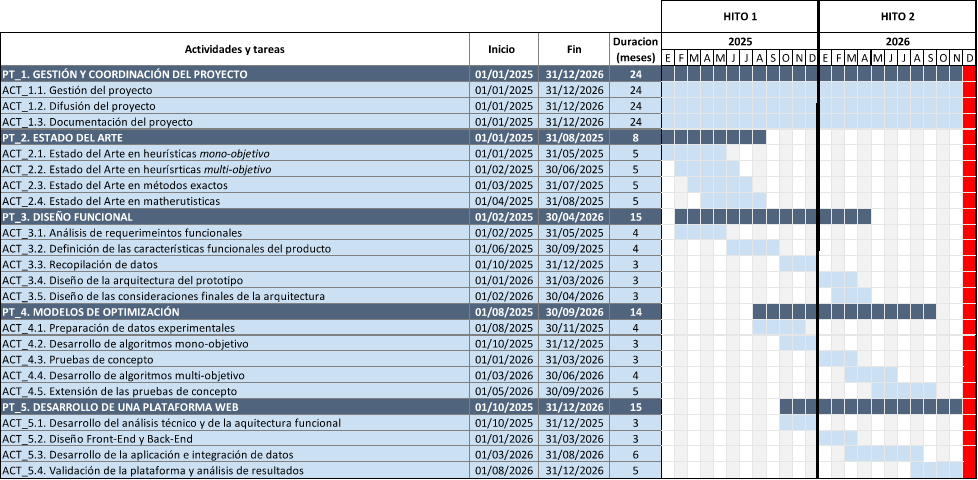 HITO 1 HITO 2
Actividades y tareas Inicio Fin Duracion (meses) 2025 2026
E F M A M J J A S O N D E F M A M J J A S O N D
PT_1. GESTIÓN Y COORDINACIÓN DEL PROYECTO 01/01/2025 31/12/2026 24
ACT_1.1. Gestión del proyecto 01/01/2025 31/12/2026 24
ACT_1.2. Difusión del proyecto 01/01/2025 31/12/2026 24
ACT_1.3. Documentación del proyecto 01/01/2025 31/12/2026 24
PT_2. ESTADO DEL ARTE 01/01/2025 31/08/2025 8
ACT_2.1. Estado del Arte en heurísticas mono-objetivo 01/01/2025 31/05/2025 5
ACT_2.2. Estado del Arte en heurísrticas multi-objetivo 01/02/2025 30/06/2025 5
ACT_2.3. Estado del Arte en métodos exactos 01/03/2025 31/07/2025 5
ACT_2.4. Estado del Arte en matherutisticas 01/04/2025 31/08/2025 5
PT_3. DISEÑO FUNCIONAL 01/02/2025 30/04/2026 15
ACT_3.1. Análisis de requerimeintos funcionales 01/02/2025 31/05/2025 4
ACT_3.2. Definición de las características funcionales del producto 01/06/2025 30/09/2025 4
ACT_3.3. Recopilación de datos 01/10/2025 31/12/2025 3
ACT_3.4. Diseño de la arquitectura del prototipo 01/01/2026 31/03/2026 3
ACT_3.5. Diseño de las consideraciones finales de la arquitectura 01/02/2026 30/04/2026 3
PT_4. MODELOS DE OPTIMIZACIÓN 01/08/2025 30/09/2026 14
ACT_4.1. Preparación de datos experimentales 01/08/2025 30/11/2025 4
ACT_4.2. Desarrollo de algoritmos mono-objetivo 01/10/2025 31/12/2025 3
ACT_4.3. Pruebas de concepto 01/01/2026 31/03/2026 3
ACT_4.4. Desarrollo de algoritmos multi-objetivo 01/03/2026 30/06/2026 4
ACT_4.5. Extensión de las pruebas de concepto 01/05/2026 30/09/2026 5
PT_5. DESARROLLO DE UNA PLATAFORMA WEB 01/10/2025 31/12/2026 15
ACT_5.1. Desarrollo del análisis técnico y de la aquitectura funcional 01/10/2025 31/12/2025 3
ACT_5.2. Diseño Front-End y Back-End 01/01/2026 31/03/2026 3
ACT_5.3. Desarrollo de la aplicación e integración de datos 01/03/2026 31/08/2026 6
ACT_5.4. Validación de la plataforma y análisis de resultados 01/08/2026 31/12/2026 5